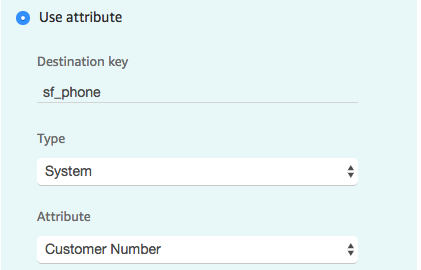 Use attribute
Destination key
sf_phone
Type
System
Attribute
Customer Number